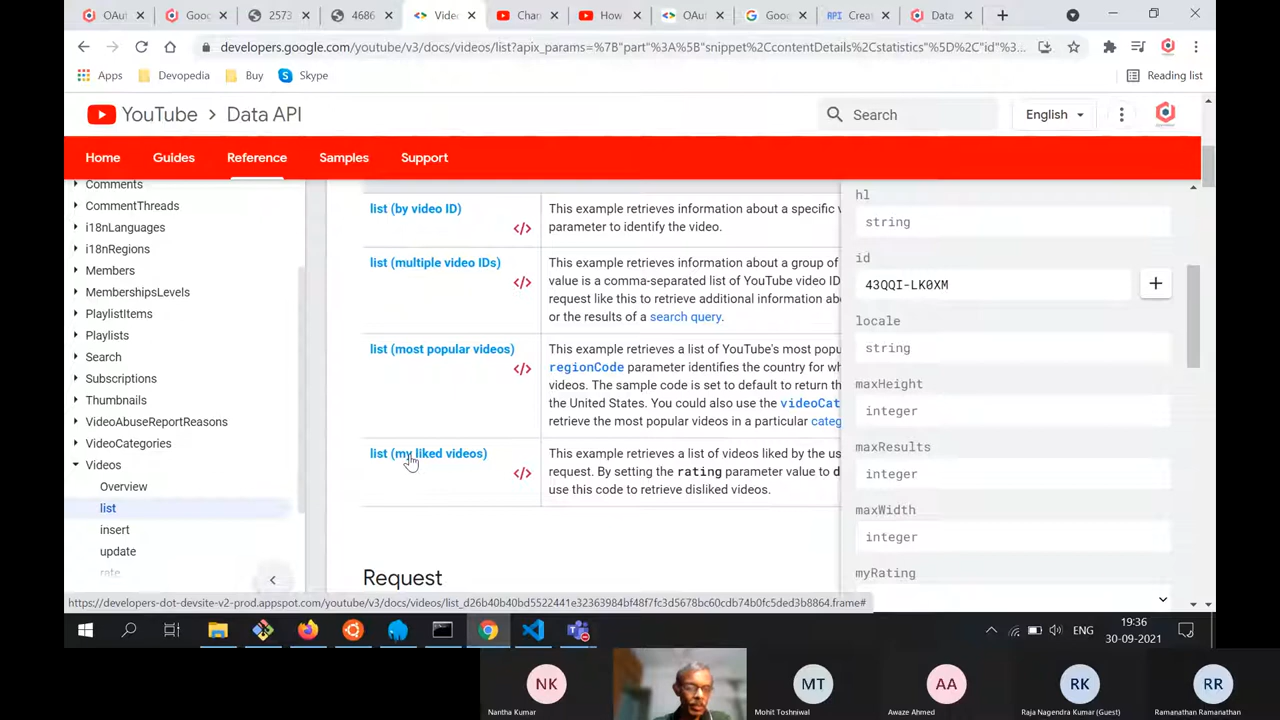 OAut
Goog
2573
4686
Video
Chan
How
OAut
Goog
API Creat
Data
developers.google.com/youtube/v3/docs/videos/list?apix_params=%7B"part"%3A%5B"snippet%2CcontentDetails%2Cstatistics"%5D%2C"id"%3...
Apps
Devopedia
Buy
Skype
Reading list
YouTube > Data API
Search
English
Home
Guides
Reference
Samples
Support
Comments
CommentThreads
i18nLanguages
i18nRegions
Members
MembershipsLevels
PlaylistItems
Playlists
Search
Subscriptions
Thumbnails
VideoAbuseReportReasons
VideoCategories
Videos
Overview
list
insert
update
rate
list (by video ID)
</>
This example retrieves information about a specific v
parameter to identify the video.
list (multiple video IDs)
</>
This example retrieves information about a group of
value is a comma-separated list of YouTube video ID
request like this to retrieve additional information abo
or the results of a search query.
list (most popular videos)
</>
This example retrieves a list of YouTube's most popu
regionCode parameter identifies the country for wh
videos. The sample code is set to default to return th
the United States. You could also use the videoCat
retrieve the most popular videos in a particular categ
list (my liked videos)
</>
This example retrieves a list of videos liked by the us
request. By setting the rating parameter value to d
use this code to retrieve disliked videos.
Request
hl
string
id
43QQI-LK0XM
locale
string
maxHeight
integer
maxResults
integer
maxWidth
integer
myRating
https://developers-dot-devsite-v2-prod.appspot.com/youtube/v3/docs/videos/list_d26b40b40bd5522441e32363984bf48f7fc3d5678bc60cdb74b0fc5ded3b8864.frame#
ENG
19:36
30-09-2021
NK
Nantha Kumar
MT
Mohit Toshniwal
AA
Awaze Ahmed
RK
Raja Nagendra Kumar (Guest)
RR
Ramanathan Ramanathan